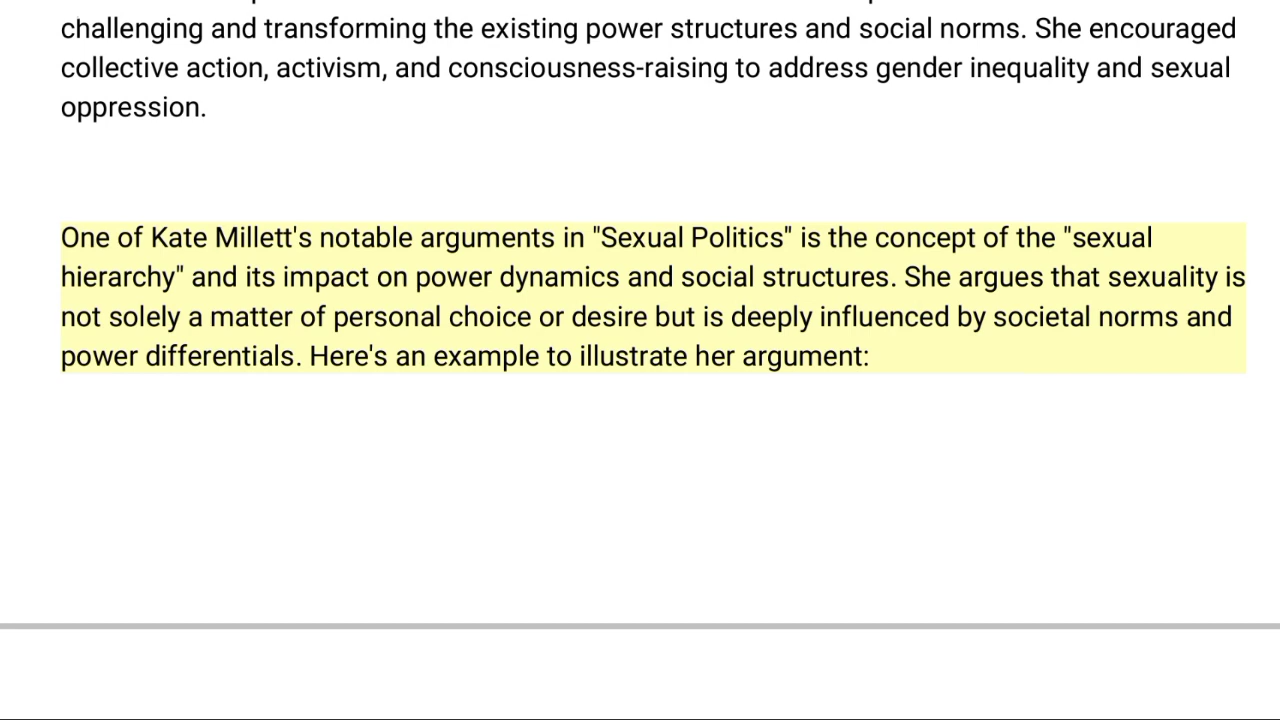 challenging and transforming the existing power structures and social norms. She encouraged
collective action, activism, and consciousness-raising to address gender inequality and sexual
oppression.
One of Kate Millett's notable arguments in "Sexual Politics" is the concept of the "sexual
hierarchy" and its impact on power dynamics and social structures. She argues that sexuality is
not solely a matter of personal choice or desire but is deeply influenced by societal norms and
power differentials. Here's an example to illustrate her argument: